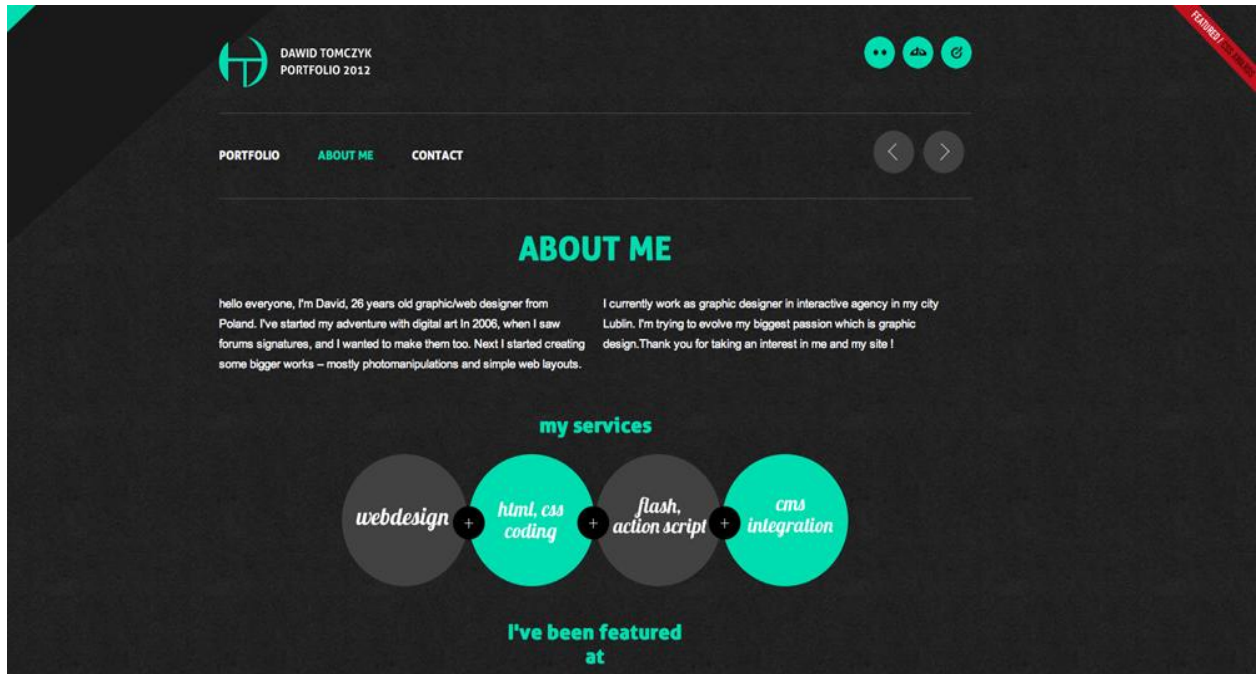 DAWID TOMCZYK
PORTFOLIO 2012
FEATURED!
PORTFOLIO
ABOUT ME
CONTACT
ABOUT ME
hello everyone, I'm David, 26 years old graphic/web designer from
Poland. I've started my adventure with digital art In 2006, when I saw
forums signatures, and I wanted to make them too. Next I started creating
some bigger works – mostly photomanipulations and simple web layouts.
I currently work as graphic designer in interactive agency in my city
Lublin. I'm trying to evolve my biggest passion which is graphic
design.Thank you for taking an interest in me and my site !
my services
webdesign
+
html, css
coding
+
flash,
action script
+
cms
integration
I've been featured
at